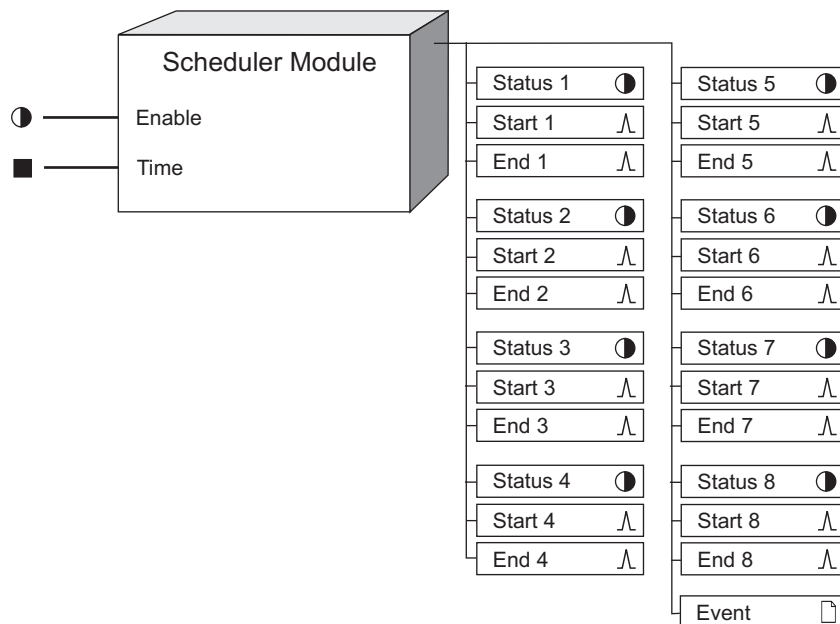 Scheduler Module
Enable
Time
Status 1
Start 1
End 1
Status 2
Start 2
End 2
Status 3
Start 3
End 3
Status 4
Start 4
End 4
Status 5
Start 5
End 5
Status 6
Start 6
End 6
Status 7
Start 7
End 7
Status 8
Start 8
End 8
Event